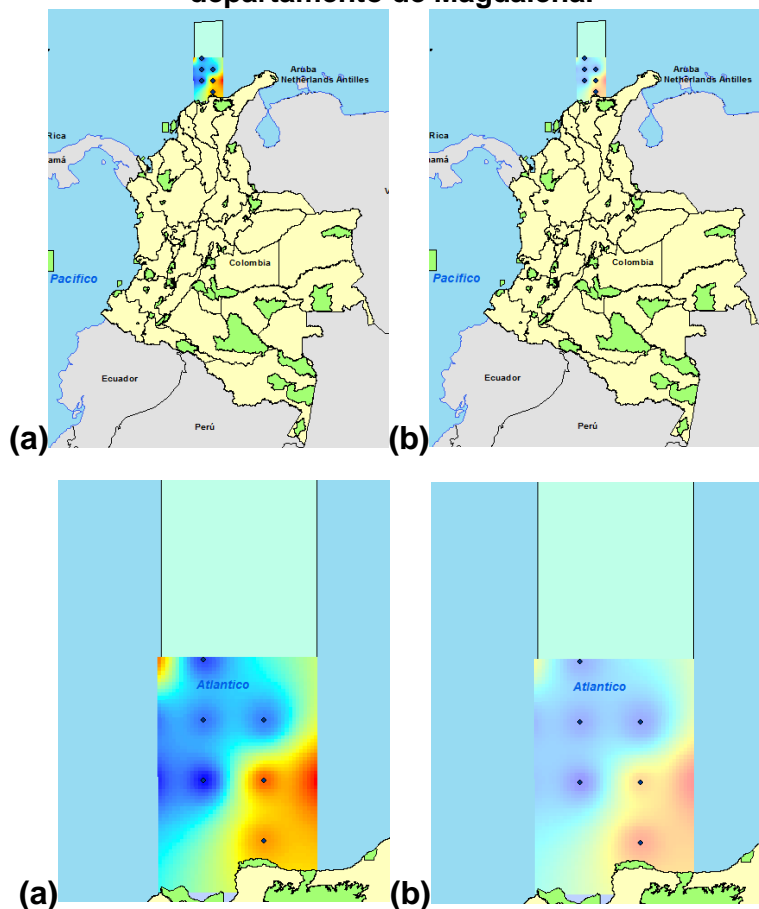 departamento de Magdalena.
Aruba
Netherlands Antilles
Rica
namá
Colombia
Pacífico
Ecuador
Perú
(a)
Aruba
Netherlands Antilles
Rica
amá
Colombia
Pacífico
Ecuador
Perú
(b)
Atlantico
(a)
Atlantico
(b)